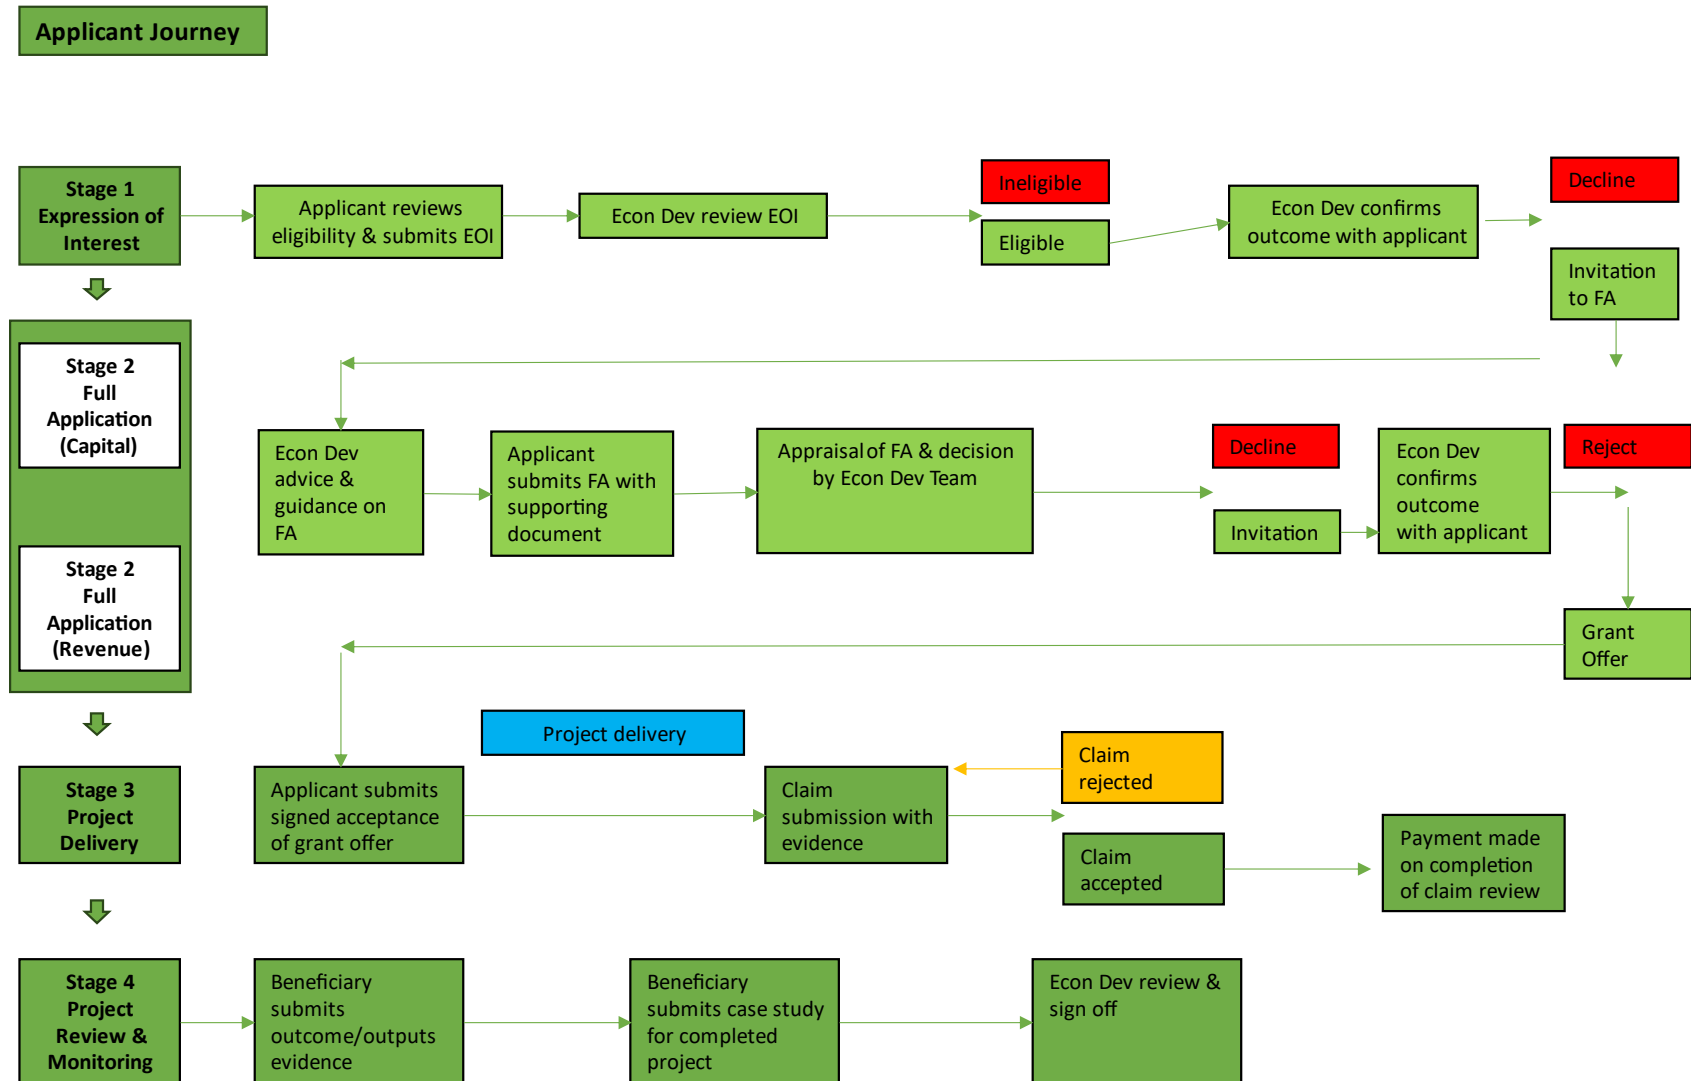 Applicant Journey
Stage 1
Expression of
Interest
Applicant reviews
eligibility & submits EOI
Econ Dev review EOI
Ineligible
Eligible
Econ Dev confirms
outcome with applicant
Decline
Invitation
to FA
Stage 2
Full
Application
(Capital)
Stage 2
Full
Application
(Revenue)
Econ Dev
advice &
guidance on
FA
Applicant
submits FA with
supporting
document
Appraisal of FA & decision
by Econ Dev Team
Decline
Invitation
Econ Dev
confirms
outcome
with applicant
Reject
Grant
Offer
Project delivery
Stage 3
Project
Delivery
Applicant submits
signed acceptance
of grant offer
Claim
submission with
evidence
Claim
rejected
Claim
accepted
Payment made
on completion
of claim review
Stage 4
Project
Review &
Monitoring
Beneficiary
submits
outcome/outputs
evidence
Beneficiary
submits case study
for completed
project
Econ Dev review &
sign off